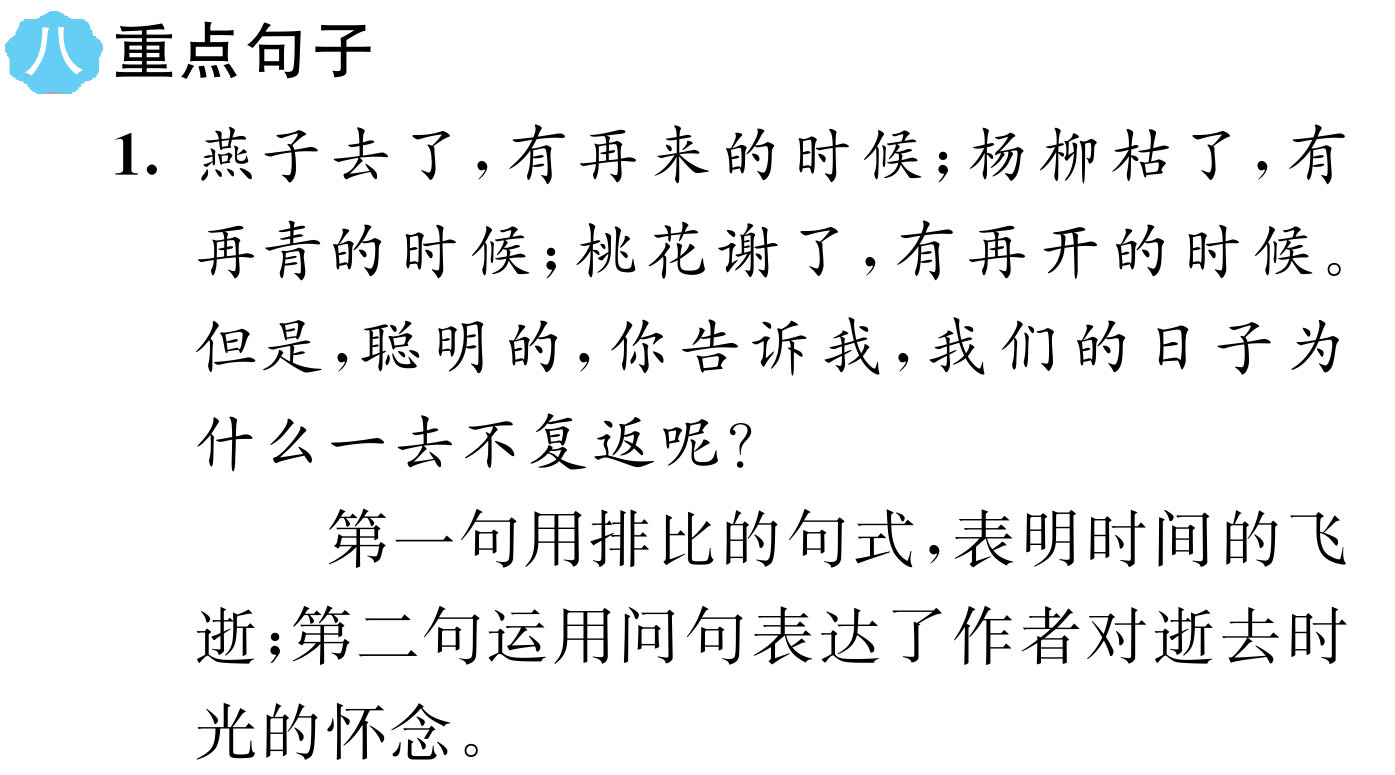 八 重点句子
1. 燕子去了,有再来的时候;杨柳枯了,有
再青的时候;桃花谢了,有再开的时候。
但是,聪明的,你告诉我,我们的日子为
什么一去不复返呢?
第一句用排比的句式,表明时间的飞
逝;第二句运用问句表达了作者对逝去时
光的怀念。